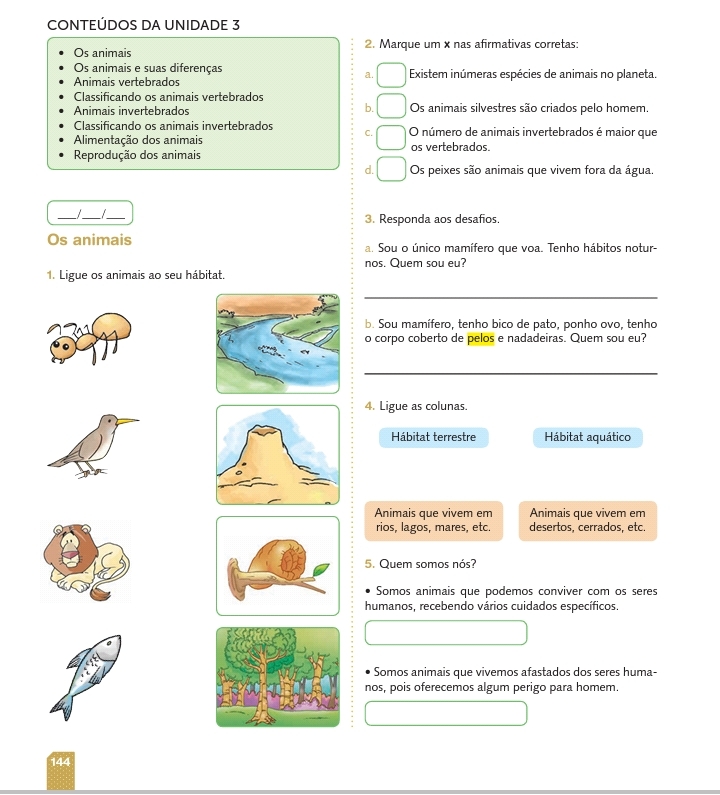 CONTEÚDOS DA UNIDADE 3
• Os animais
• Os animais e suas diferenças
• Animais vertebrados
• Classificando os animais vertebrados
• Animais invertebrados
• Classificando os animais invertebrados
• Alimentação dos animais
• Reprodução dos animais
___/___/___
Os animais
1. Ligue os animais ao seu hábitat.
144
2. Marque um x nas afirmativas corretas:
a. Existem inúmeras espécies de animais no planeta.
b. Os animais silvestres são criados pelo homem.
c. O número de animais invertebrados é maior que
os vertebrados.
d. Os peixes são animais que vivem fora da água.
3. Responda aos desafios.
a. Sou o único mamífero que voa. Tenho hábitos notur-
nos. Quem sou eu?
b. Sou mamífero, tenho bico de pato, ponho ovo, tenho
o corpo coberto de pelos e nadadeiras. Quem sou eu?
4. Ligue as colunas.
Hábitat terrestre Hábitat aquático
Animais que vivem em
rios, lagos, mares, etc.
Animais que vivem em
desertos, cerrados, etc.
5. Quem somos nós?
• Somos animais que podemos conviver com os seres
humanos, recebendo vários cuidados específicos.
• Somos animais que vivemos afastados dos seres huma-
nos, pois oferecemos algum perigo para homem.